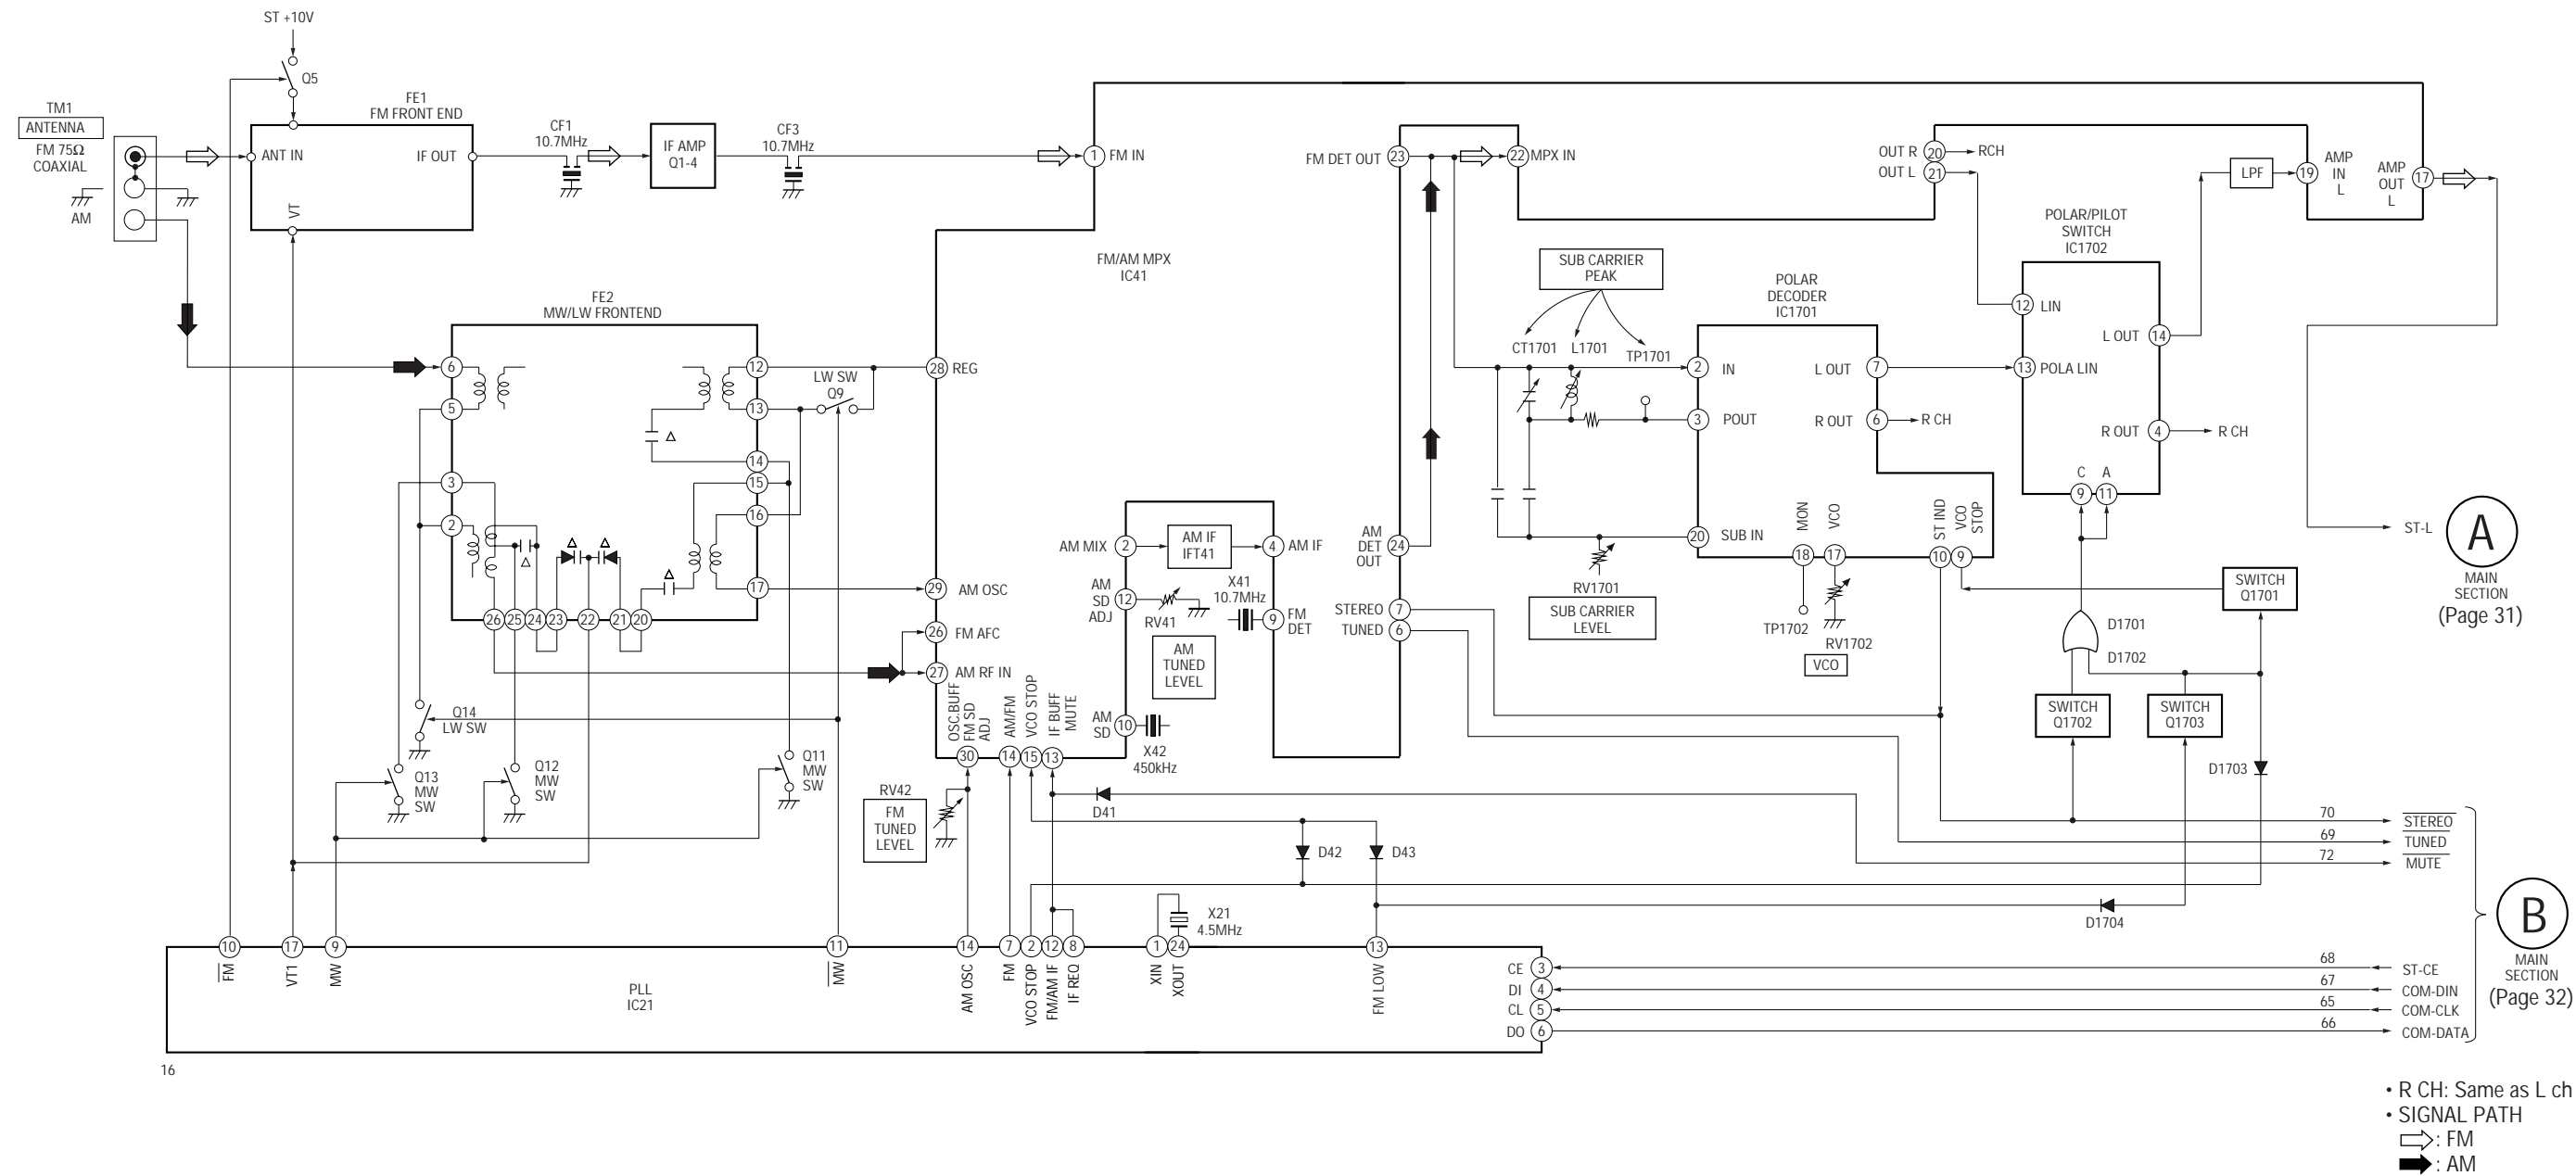 ST +10V
Q5
TM1
ANTENNA
FM 75Ω
COAXIAL
AM
FE1
FM FRONT END
ANT IN
IF OUT
VT
CF1
10.7MHz
IF AMP
Q1-4
CF3
10.7MHz
1 FM IN
FM/AM MPX
IC41
FE2
MW/LW FRONTEND
6
5
3
2
12
13
14
15
16
17
26 25 24 23 22 21 20
LW SW
Q9
28 REG
29 AM OSC
26 FM AFC
27 AM RF IN
Q14
LW SW
Q13
MW
SW
Q12
MW
SW
Q11
MW
SW
OSC.BUFF
FM SD
ADJ
AM/FM
VCO STOP
IF BUFF
MUTE
30 14 15 13
RV42
FM
TUNED
LEVEL
AM MIX 2
AM IF
IFT41
4 AM IF
AM
SD
ADJ
12
RV41
AM
TUNED
LEVEL
X41
10.7MHz
9 FM
DET
AM
SD
10
X42
450kHz
FM DET OUT 23
22 MPX IN
AM
DET
OUT
24
STEREO 7
TUNED 6
OUT R 20
RCH
OUT L 21
LPF
19
AMP
IN
L
AMP
OUT
L
17
POLAR/PILOT
SWITCH
IC1702
12 LIN
13 POLA LIN
L OUT 14
R OUT 4
R CH
C A
9 11
SUB CARRIER
PEAK
CT1701 L1701 TP1701
POLAR
DECODER
IC1701
2 IN
3 POUT
20 SUB IN
L OUT 7
R OUT 6
R CH
MON
VCO
ST IND
VCO
STOP
18 17 10 9
RV1701
SUB CARRIER
LEVEL
TP1702
RV1702
VCO
SWITCH
Q1701
D1701
D1702
SWITCH
Q1702
SWITCH
Q1703
D1703
D1704
D41
D42
D43
ST-L
A
MAIN
SECTION
(Page 31)
70 STEREO
69 TUNED
72 MUTE
68 ST-CE
67 COM-DIN
65 COM-CLK
66 COM-DATA
B
MAIN
SECTION
(Page 32)
X21
4.5MHz
10 17 9 11 14 7 2 12 8 1 24 13
FM
VT1
MW
MW
AM OSC
FM
VCO STOP
FM/AM IF
IF REQ
XIN
XOUT
FM LOW
PLL
IC21
CE 3
DI 4
CL 5
DO 6
16
• R CH: Same as L ch
• SIGNAL PATH
: FM
: AM